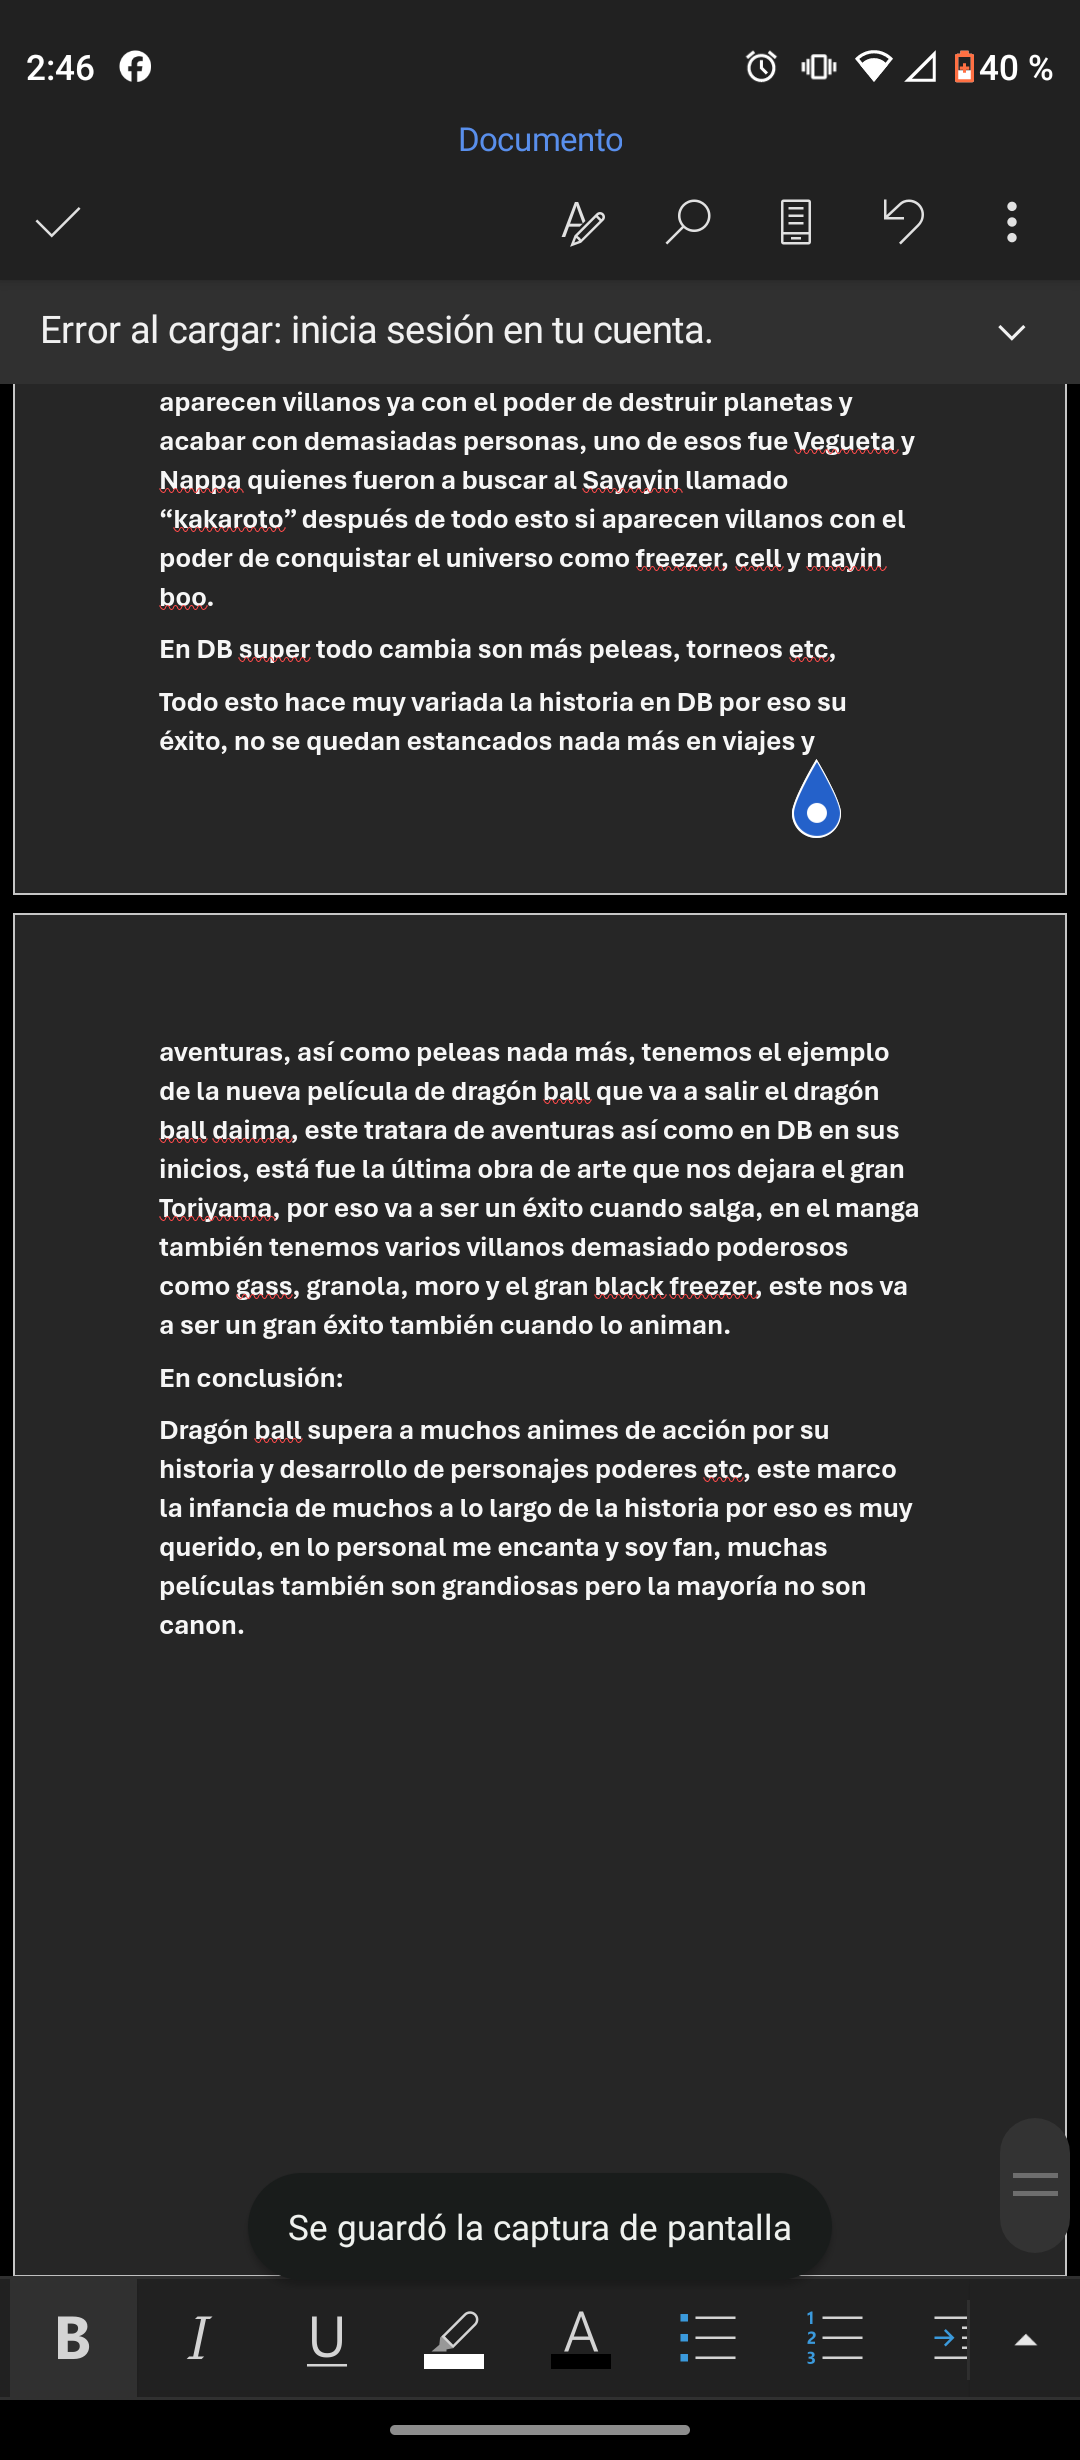 2:46
40 %
Documento
Error al cargar: inicia sesión en tu cuenta.
aparecen villanos ya con el poder de destruir planetas y
acabar con demasiadas personas, uno de esos fue Vegueta y
Nappa quienes fueron a buscar al Sayayin llamado
“kakaroto” después de todo esto si aparecen villanos con el
poder de conquistar el universo como freezer, cell y mayin
boo.
En DB super todo cambia son más peleas, torneos etc,
Todo esto hace muy variada la historia en DB por eso su
éxito, no se quedan estancados nada más en viajes y
aventuras, así como peleas nada más, tenemos el ejemplo
de la nueva película de dragón ball que va a salir el dragón
ball daima, este tratara de aventuras así como en DB en sus
inicios, está fue la última obra de arte que nos dejara el gran
Toriyama, por eso va a ser un éxito cuando salga, en el manga
también tenemos varios villanos demasiado poderosos
como gass, granola, moro y el gran black freezer, este nos va
a ser un gran éxito también cuando lo animan.
En conclusión:
Dragón ball supera a muchos animes de acción por su
historia y desarrollo de personajes poderes etc, este marco
la infancia de muchos a lo largo de la historia por eso es muy
querido, en lo personal me encanta y soy fan, muchas
películas también son grandiosas pero la mayoría no son
canon.
Se guardó la captura de pantalla
B I U A 1 2 3